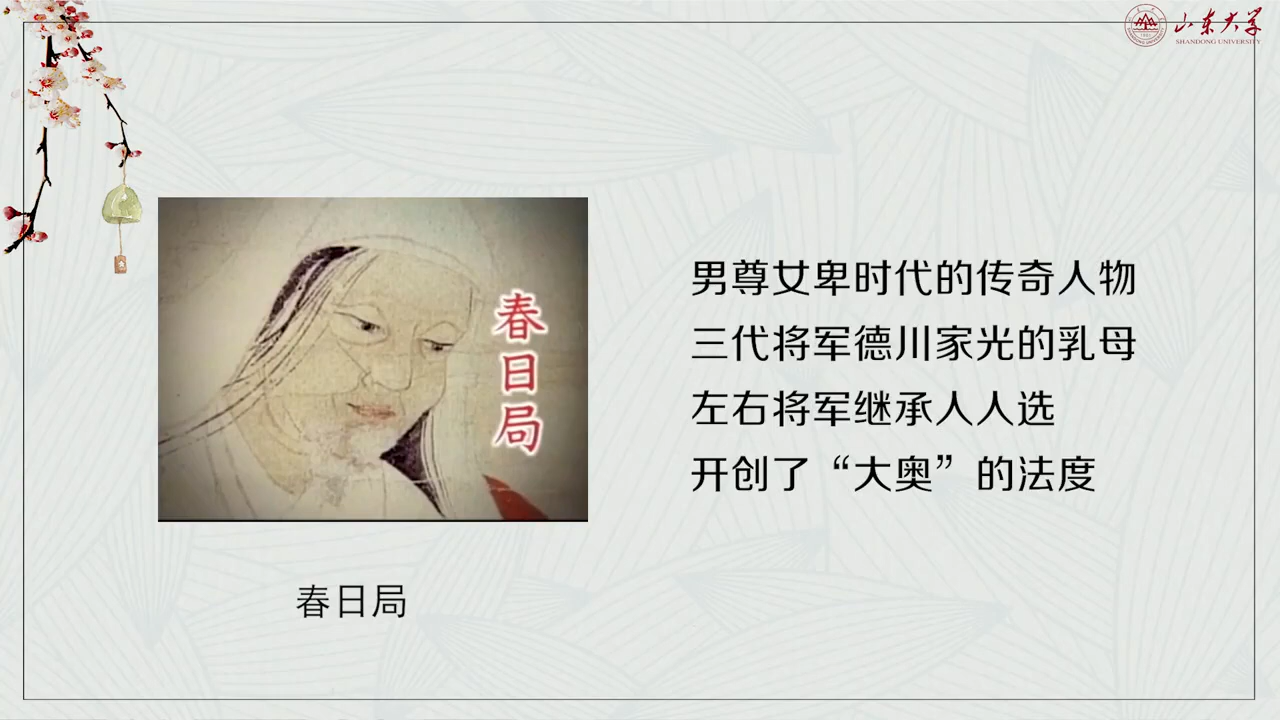 山东大学
SHANDONG UNIVERSITY
春日局
男尊女卑时代的传奇人物
三代将军德川家光的乳母
左右将军继承人人选
开创了“大奥”的法度
春日局